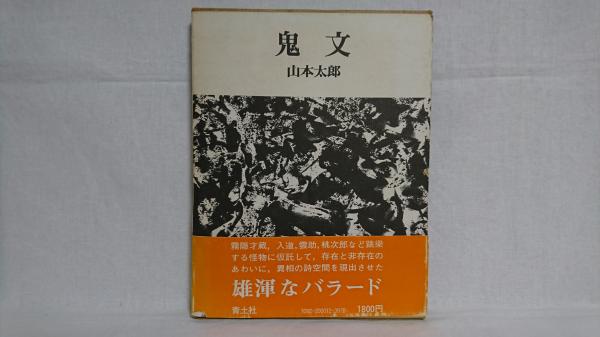 鬼文
山本太郎
霧隠才蔵，入道，雲助，桃次郎など跳梁
する怪物に仮託して，存在と非存在の
あわいに，異相の詩空間を現出させた
雄渾なバラード
青土社
1800円